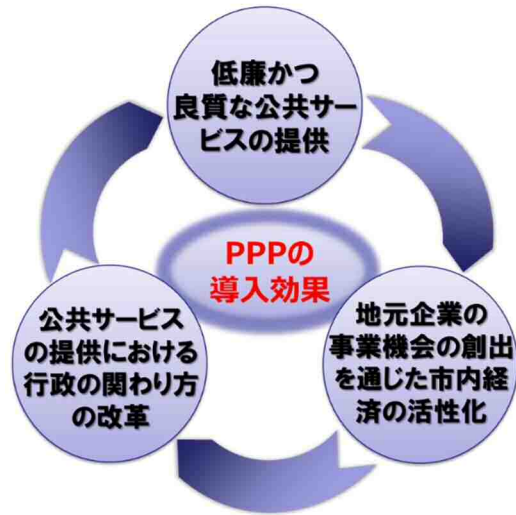 低廉かつ
良質な公共サー
ビスの提供
PPPの
導入効果
公共サービス
の提供における
行政の関わり方
の改革
地元企業の
事業機会の創出
を通じた市内経
済の活性化